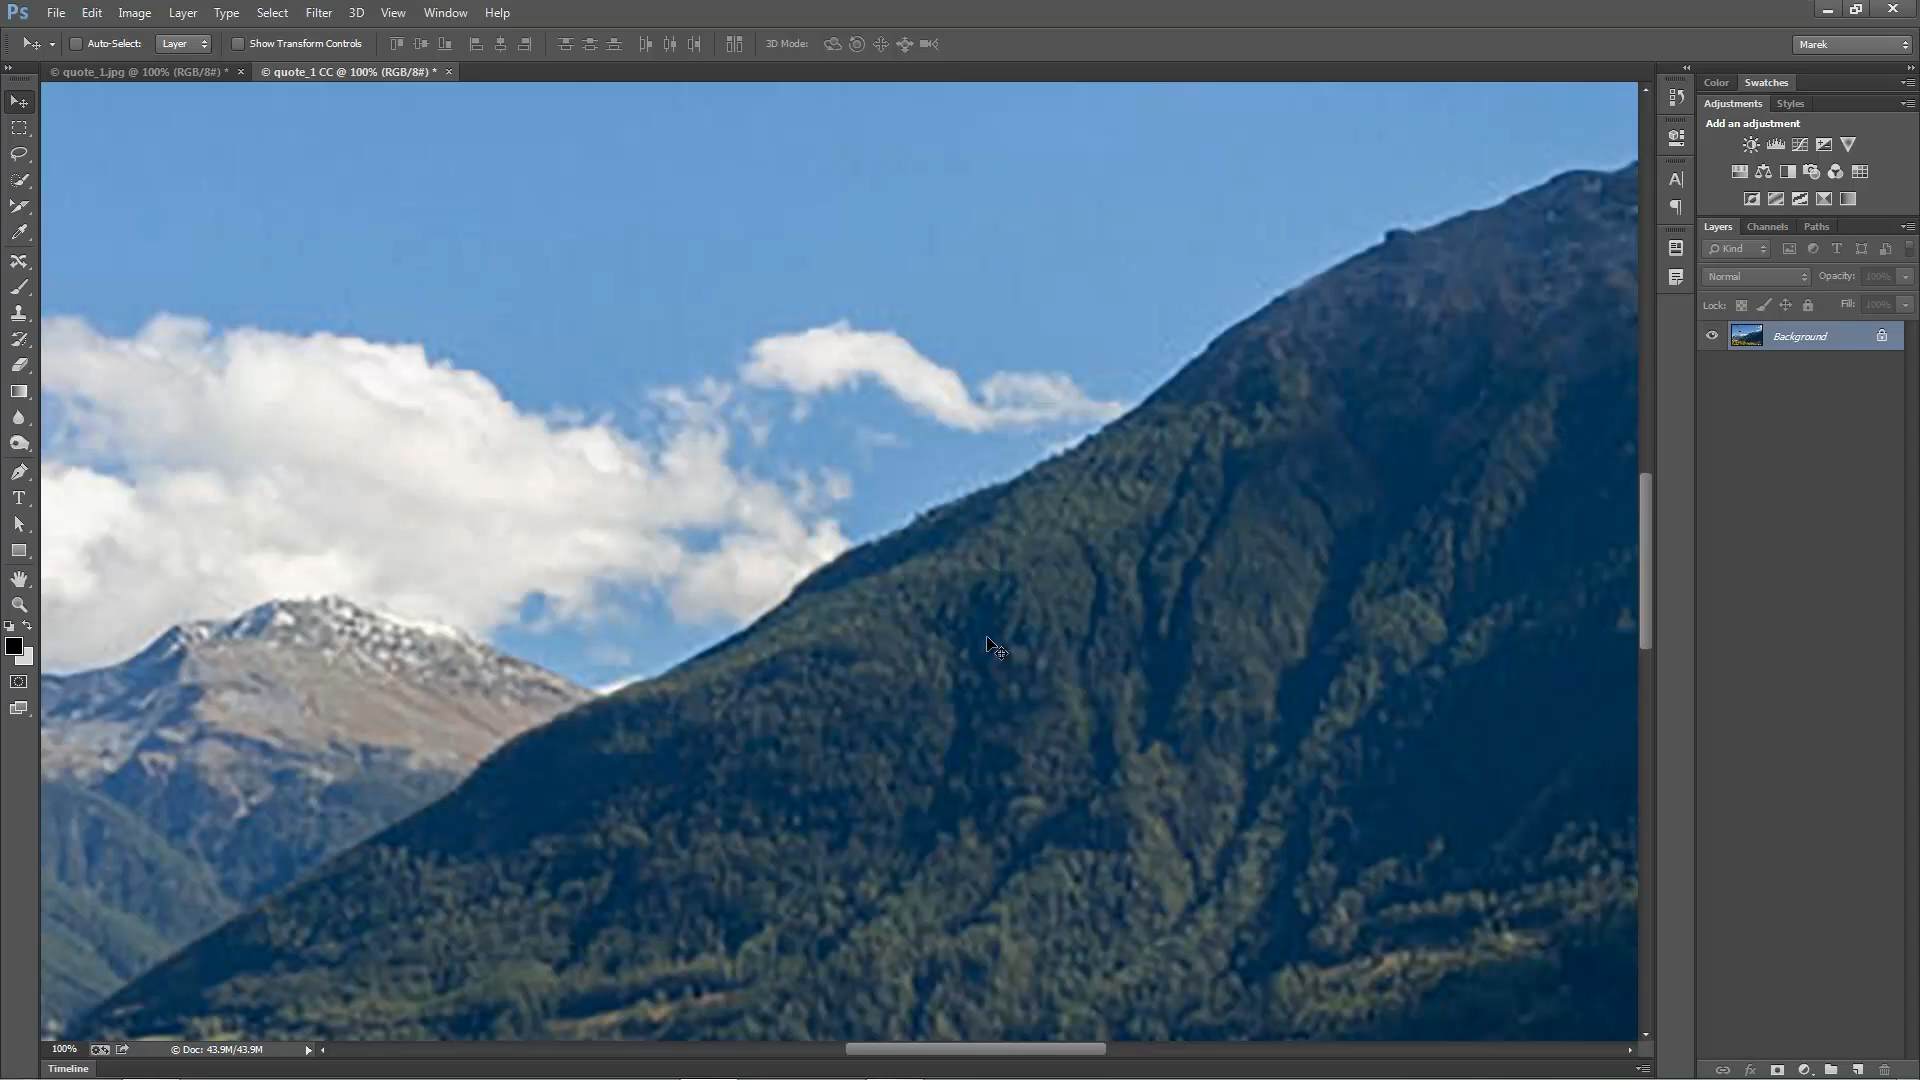 Ps File Edit Image Layer Type Select Filter 3D View Window Help
Auto-Select: Layer Show Transform Controls 3D Mode: Marek
© quote_1.jpg @ 100% (RGB/8#) * × © quote_1 CC @ 100% (RGB/8#) * ×
Color Swatches
Adjustments Styles
Add an adjustment
Layers Channels Paths
Kind
Normal Opacity: 100%
Lock: Fill: 100%
Background
100% © Doc: 43.9M/43.9M
Timeline